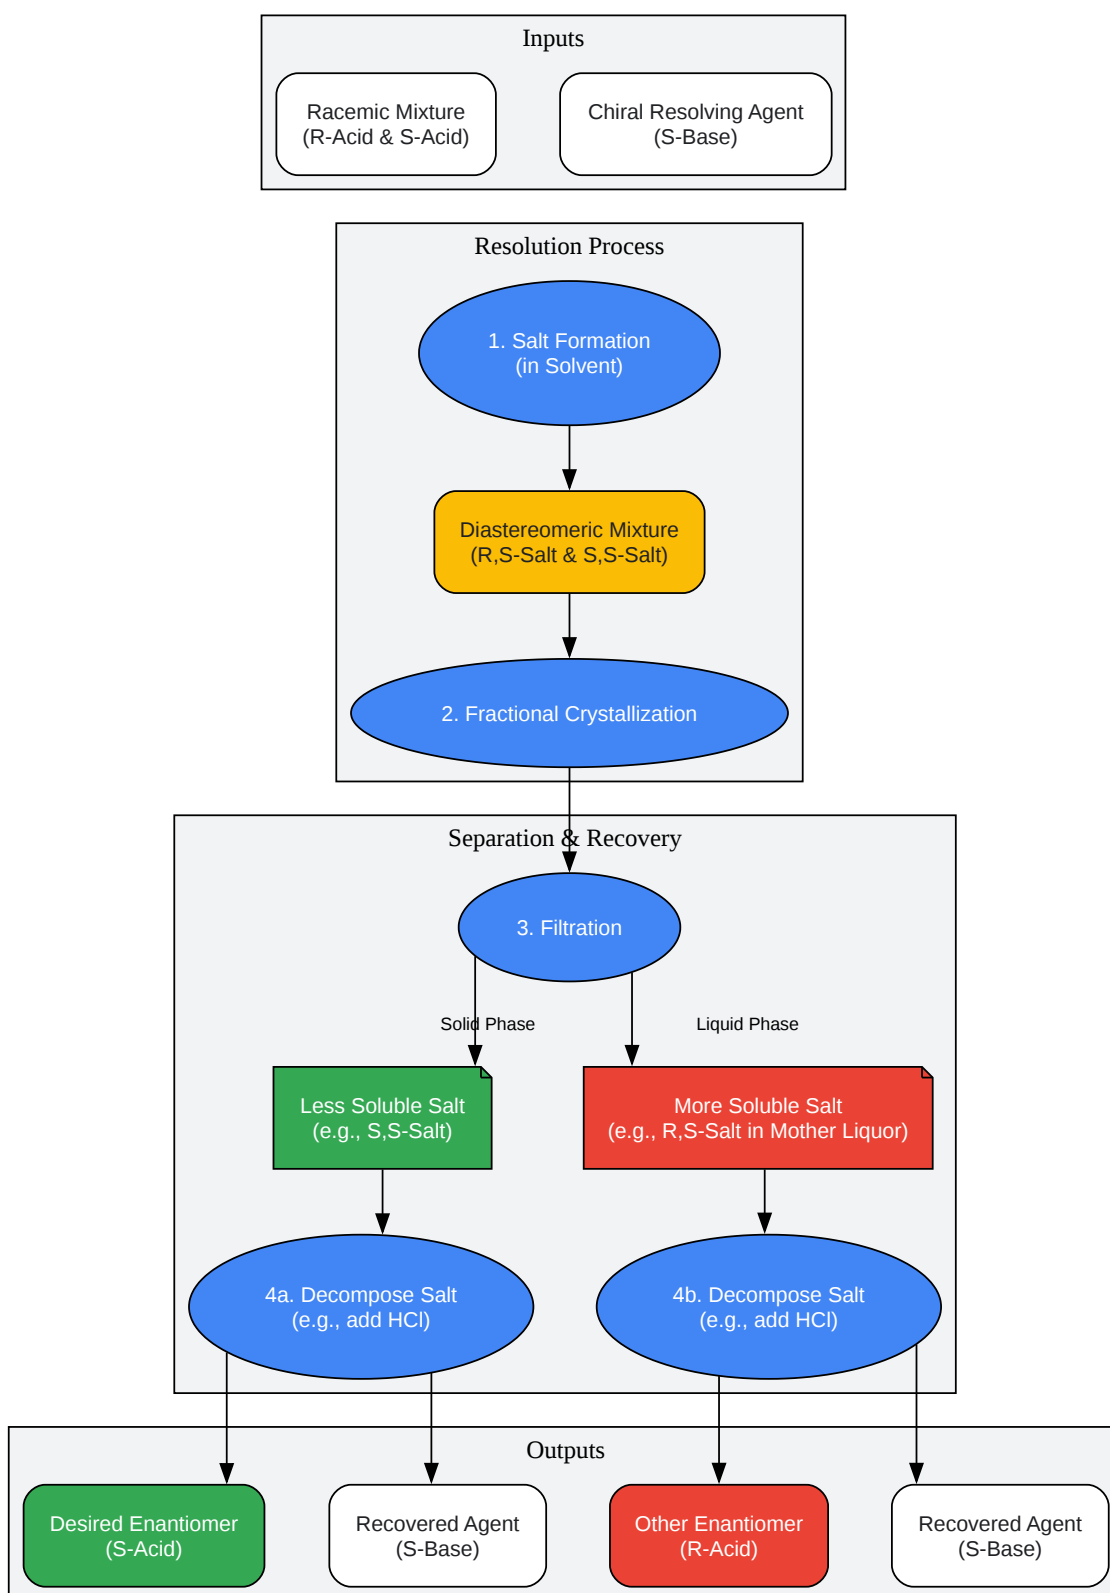 Inputs
Racemic Mixture
(R-Acid & S-Acid)
Chiral Resolving Agent
(S-Base)
Resolution Process
1. Salt Formation
(in Solvent)
Diastereomeric Mixture
(R,S-Salt & S,S-Salt)
2. Fractional Crystallization
Separation & Recovery
3. Filtration
Solid Phase
Liquid Phase
Less Soluble Salt
(e.g., S,S-Salt)
More Soluble Salt
(e.g., R,S-Salt in Mother Liquor)
4a. Decompose Salt
(e.g., add HCl)
4b. Decompose Salt
(e.g., add HCl)
Outputs
Desired Enantiomer
(S-Acid)
Recovered Agent
(S-Base)
Other Enantiomer
(R-Acid)
Recovered Agent
(S-Base)